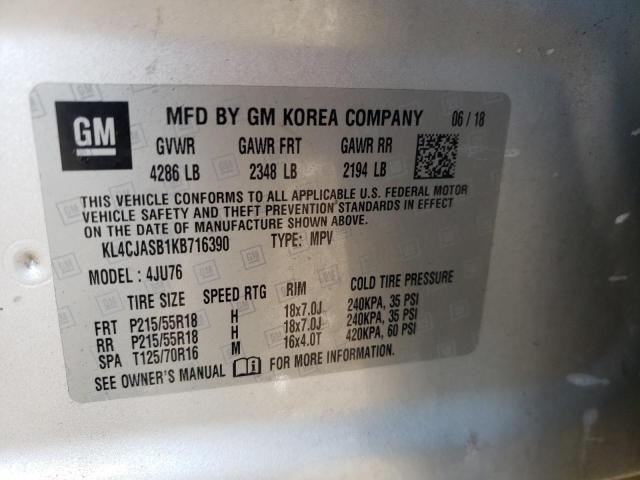 GM
MFD BY GM KOREA COMPANY 06 / 18
GVWR GAWR FRT GAWR RR
4286 LB 2348 LB 2194 LB
THIS VEHICLE CONFORMS TO ALL APPLICABLE U.S. FEDERAL MOTOR
VEHICLE SAFETY AND THEFT PREVENTION STANDARDS IN EFFECT
ON THE DATE OF MANUFACTURE SHOWN ABOVE.
KL4CJASB1KB716390 TYPE: MPV
MODEL : 4JU76
TIRE SIZE SPEED RTG RIM COLD TIRE PRESSURE
FRT P215/55R18 H 18x7.0J 240KPA, 35 PSI
RR P215/55R18 H 18x7.0J 240KPA, 35 PSI
SPA T125/70R16 M 16x4.0T 420KPA, 60 PSI
SEE OWNER'S MANUAL FOR MORE INFORMATION.